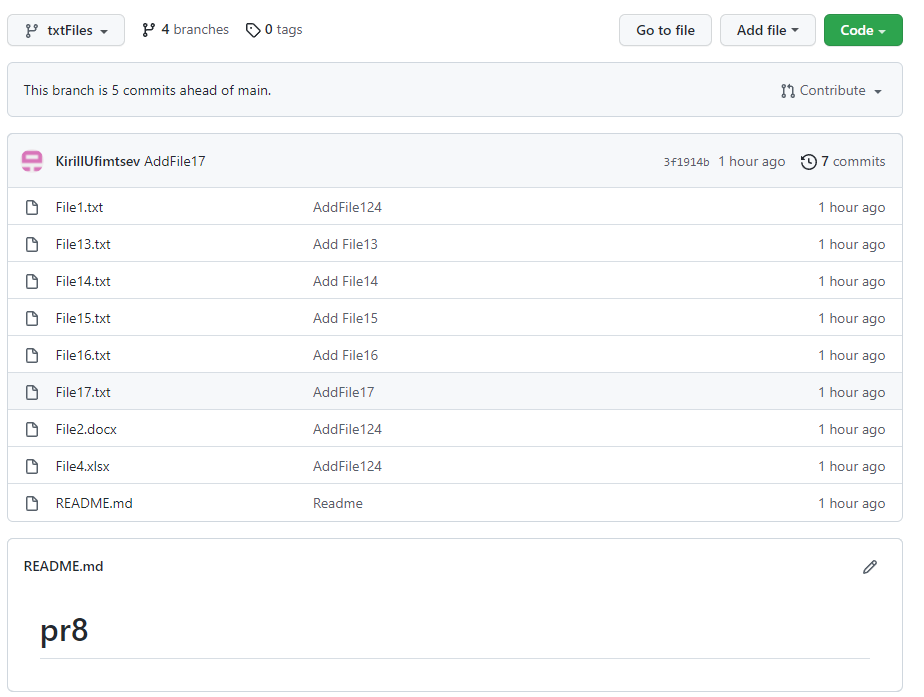 txtFiles 4 branches 0 tags Go to file Add file Code
This branch is 5 commits ahead of main. Contribute
KirillUfimtsev AddFile17 3f1914b 1 hour ago 7 commits
File1.txt AddFile124 1 hour ago
File13.txt Add File13 1 hour ago
File14.txt Add File14 1 hour ago
File15.txt Add File15 1 hour ago
File16.txt Add File16 1 hour ago
File17.txt AddFile17 1 hour ago
File2.docx AddFile124 1 hour ago
File4.xlsx AddFile124 1 hour ago
README.md Readme 1 hour ago
README.md
pr8